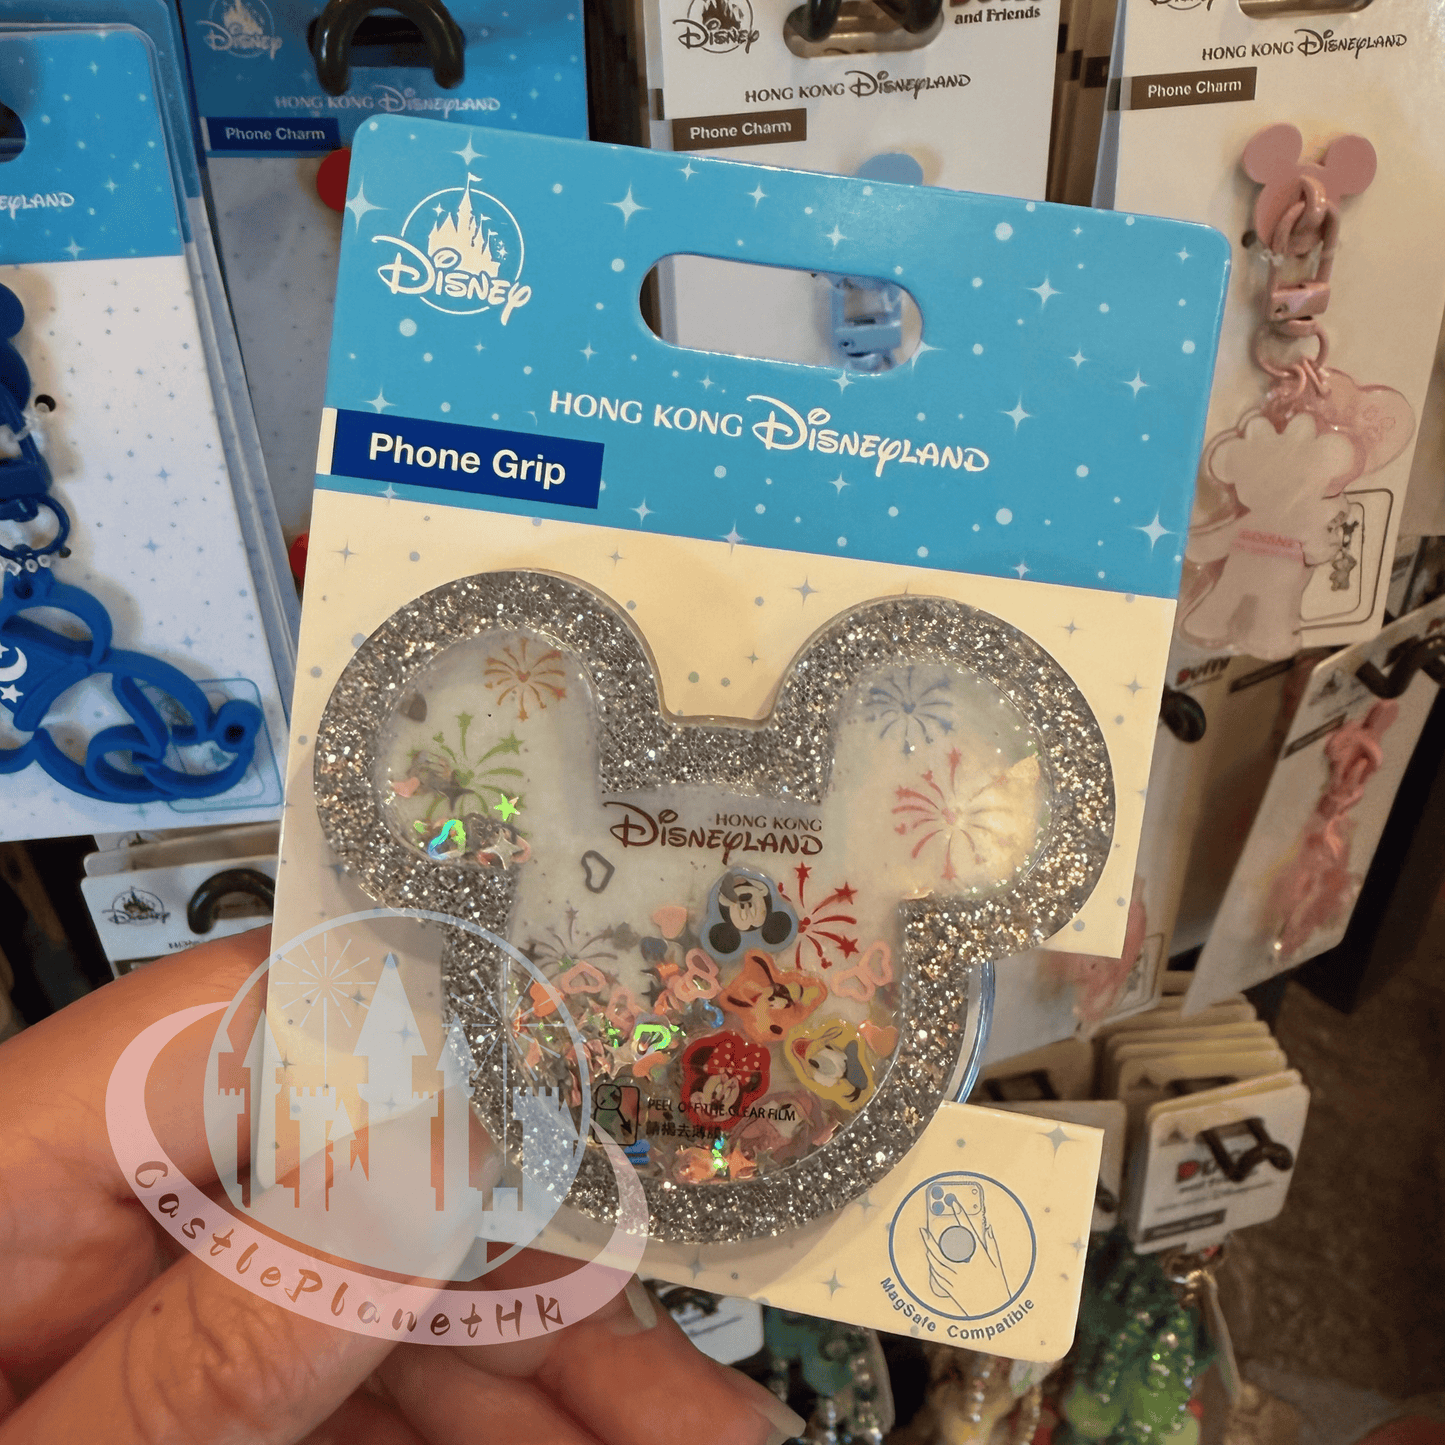 Disney
HONG KONG Disneyland
Phone Charm
Disney
and Friends
HONG KONG Disneyland
Phone Charm
HONG KONG Disneyland
Phone Charm
Disney
HONG KONG Disneyland
Phone Grip
HONG KONG
Disneyland
PEEL OFF THE CLEAR FILM
請揭去薄膜
MagSafe Compatible
CastlePlanetHK